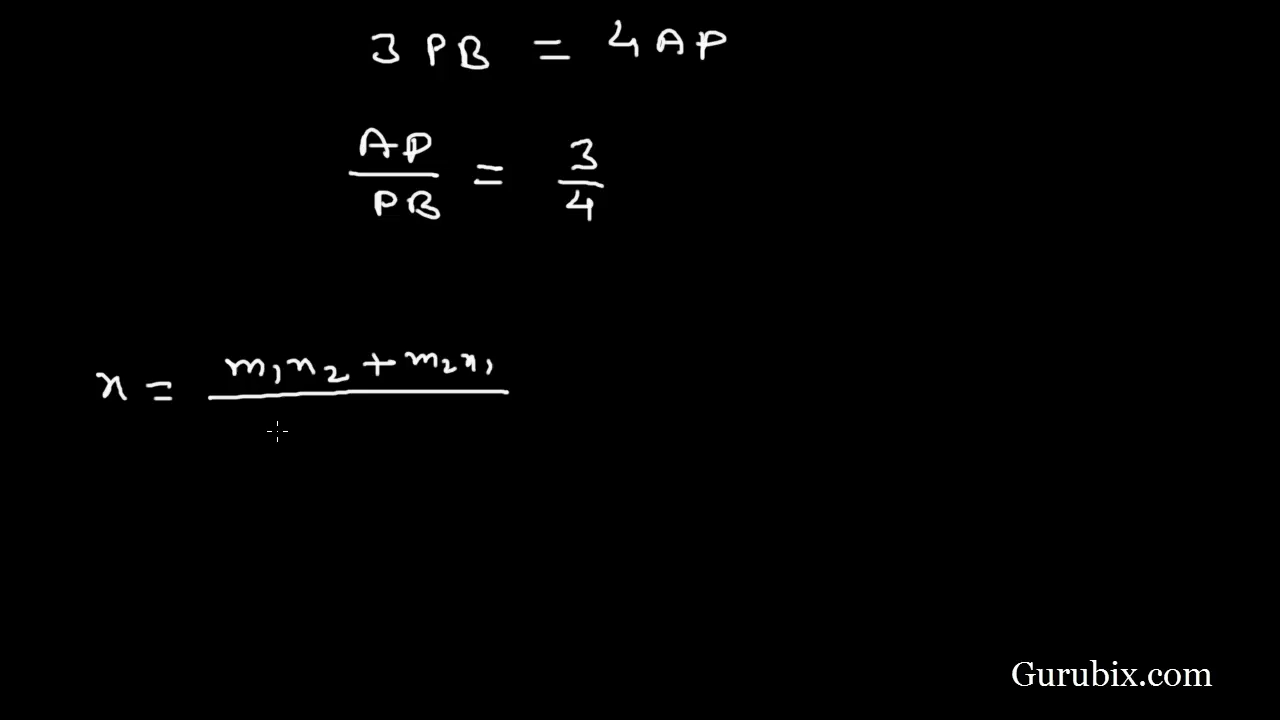 3 PB = 4 AP
AP/PB = 3/4
x = m₁x₂ + m₂x₁
Gurubix.com